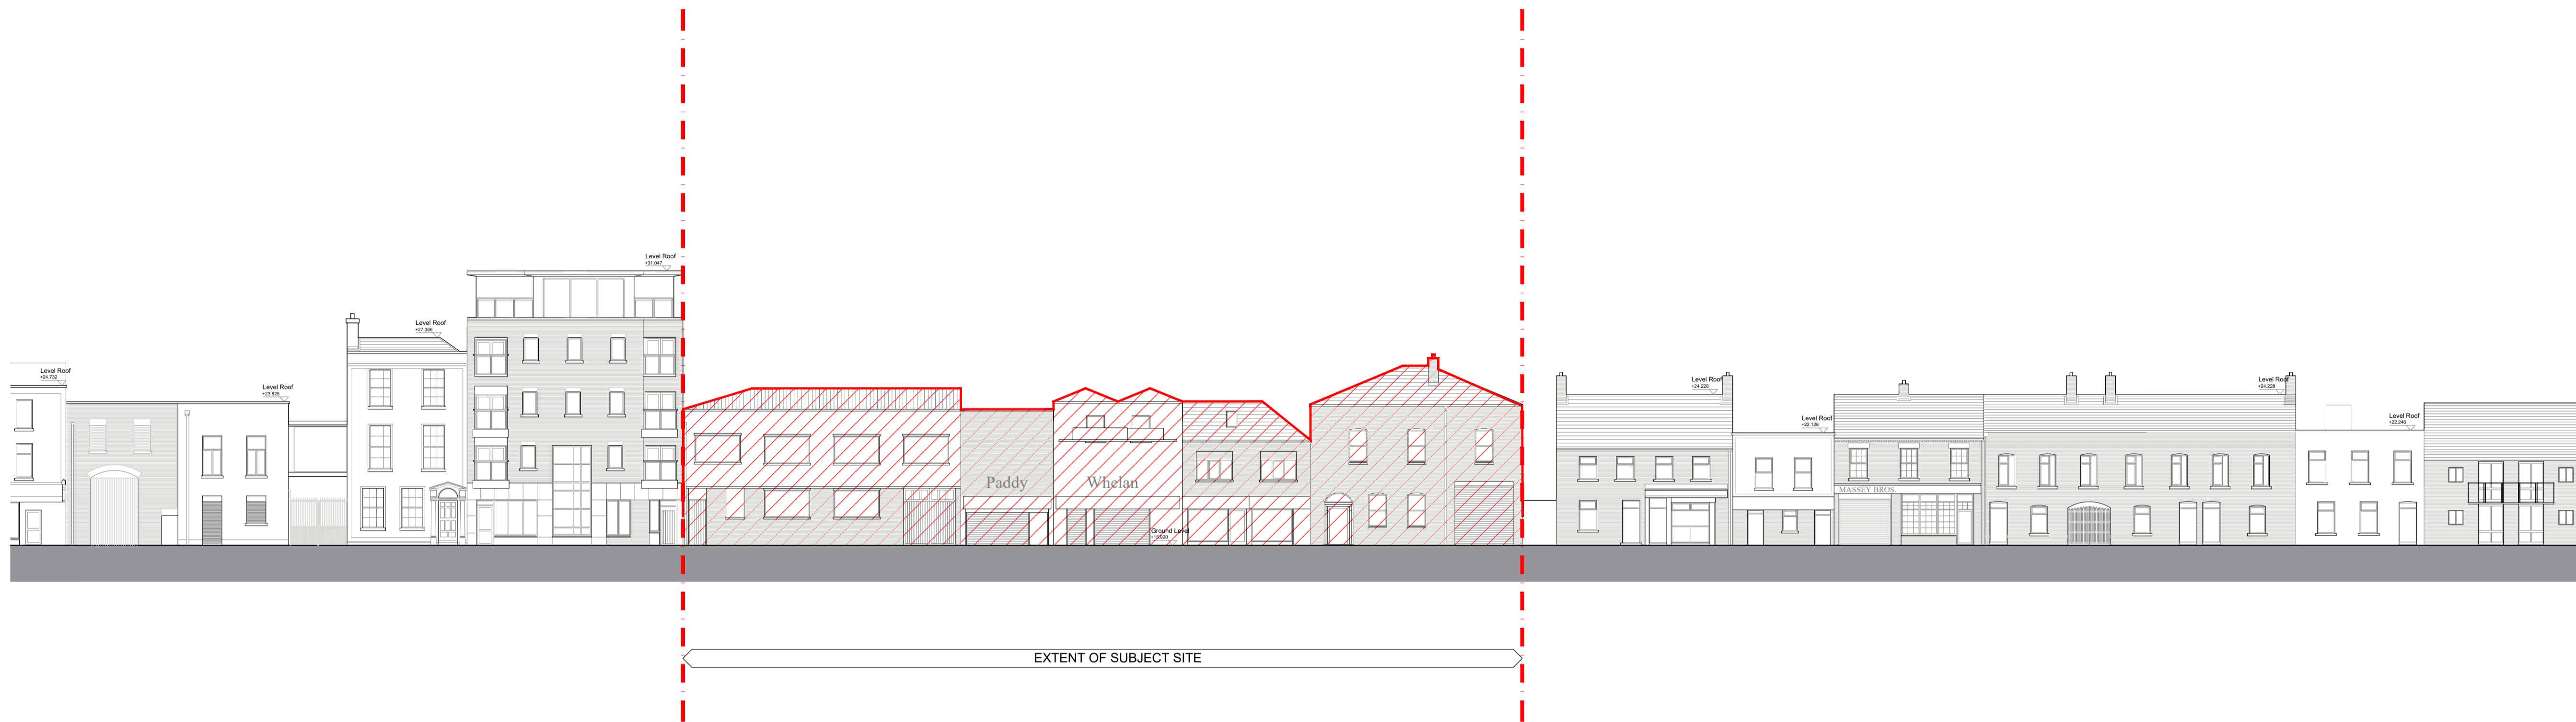 Level Roof
+24.732
Level Roof
+23.825
Level Roof
+27.366
Level Roof
+31.047
Paddy
Whelan
Ground Level
Level Roof
+24.228
Level Roof
+22.128
MASSEY BROS.
Level Roof
+24.228
Level Roof
+22.246
EXTENT OF SUBJECT SITE